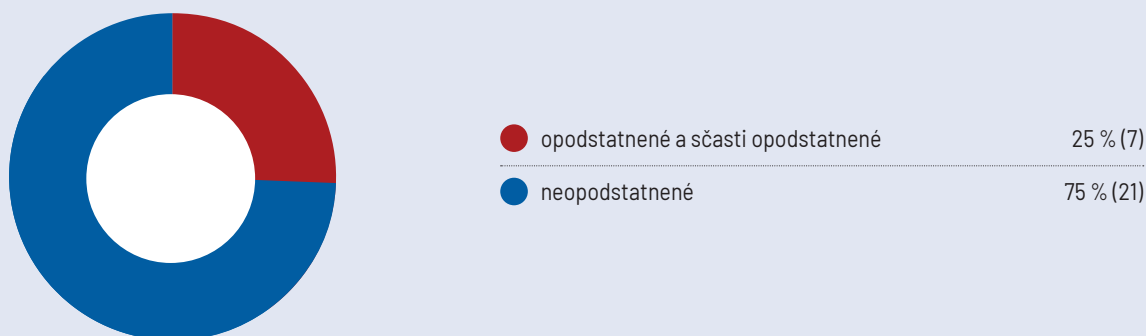 opodstatnené a sčasti opodstatnené 25 % (7)
neopodstatnené 75 % (21)